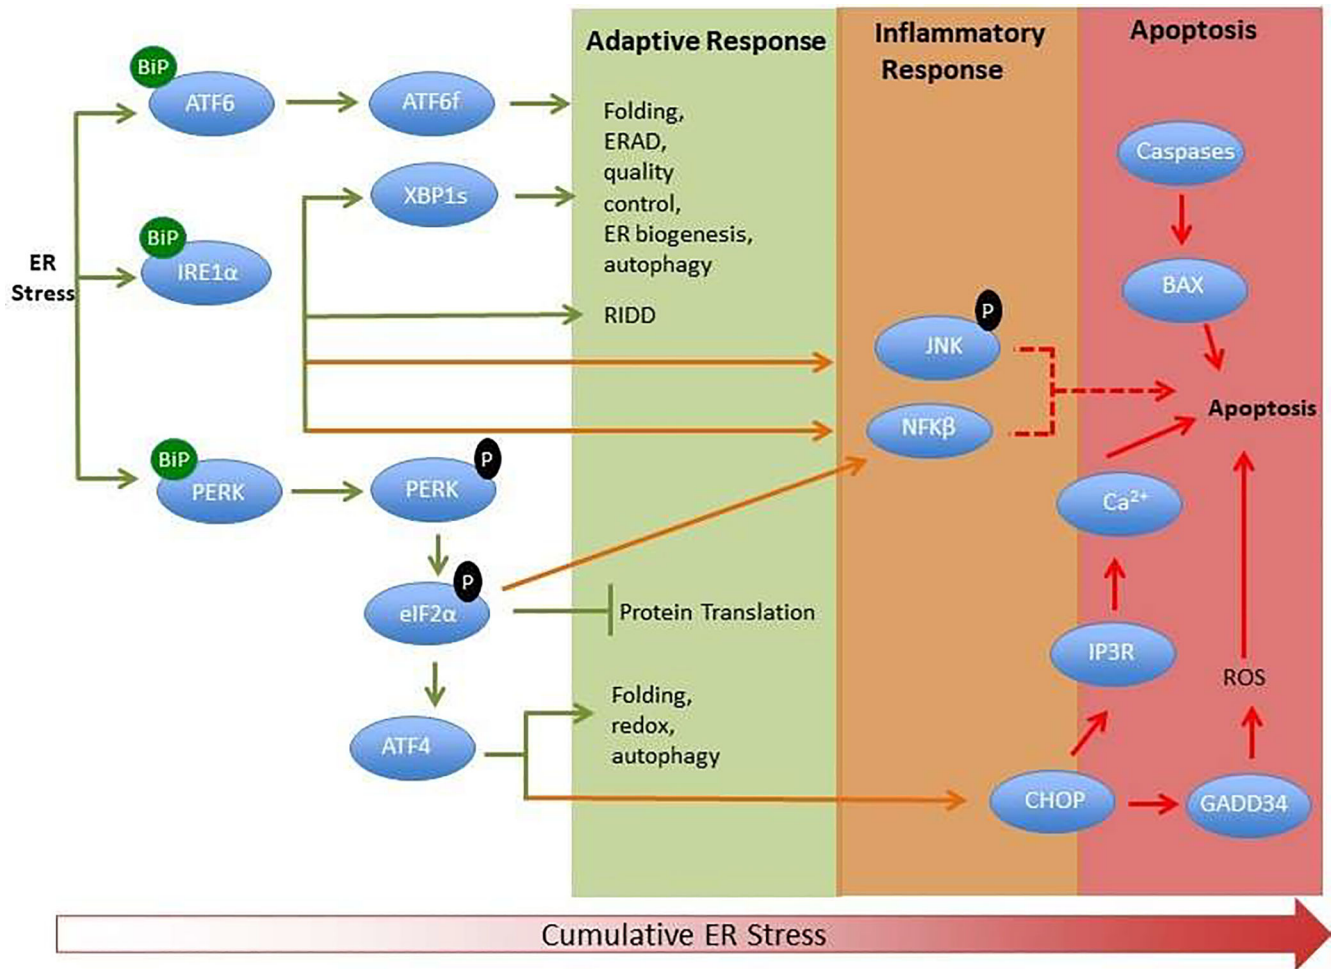 Adaptive Response
Inflammatory
Response
Apoptosis
BiP
ATF6
ATF6f
Folding,
ERAD,
quality
control,
ER biogenesis,
autophagy
Caspases
XBP1s
BiP
IRE1α
ER
Stress
BAX
RIDD
P
JNK
Apoptosis
NFKβ
BiP
PERK
P
PERK
Ca²⁺
P
eIF2α
Protein Translation
IP3R
ROS
Folding,
redox,
autophagy
ATF4
CHOP
GADD34
Cumulative ER Stress